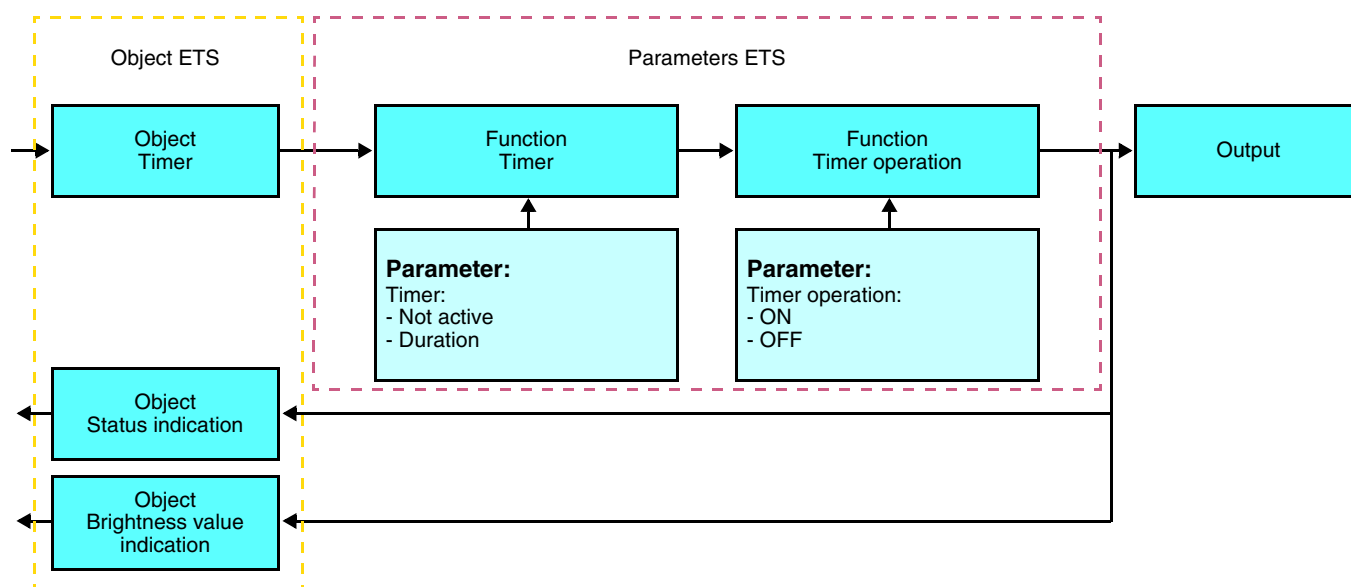 Object ETS
Parameters ETS
Object
Timer
Function
Timer
Function
Timer operation
Output
Parameter:
Timer:
- Not active
- Duration
Parameter:
Timer operation:
- ON
- OFF
Object
Status indication
Object
Brightness value
indication